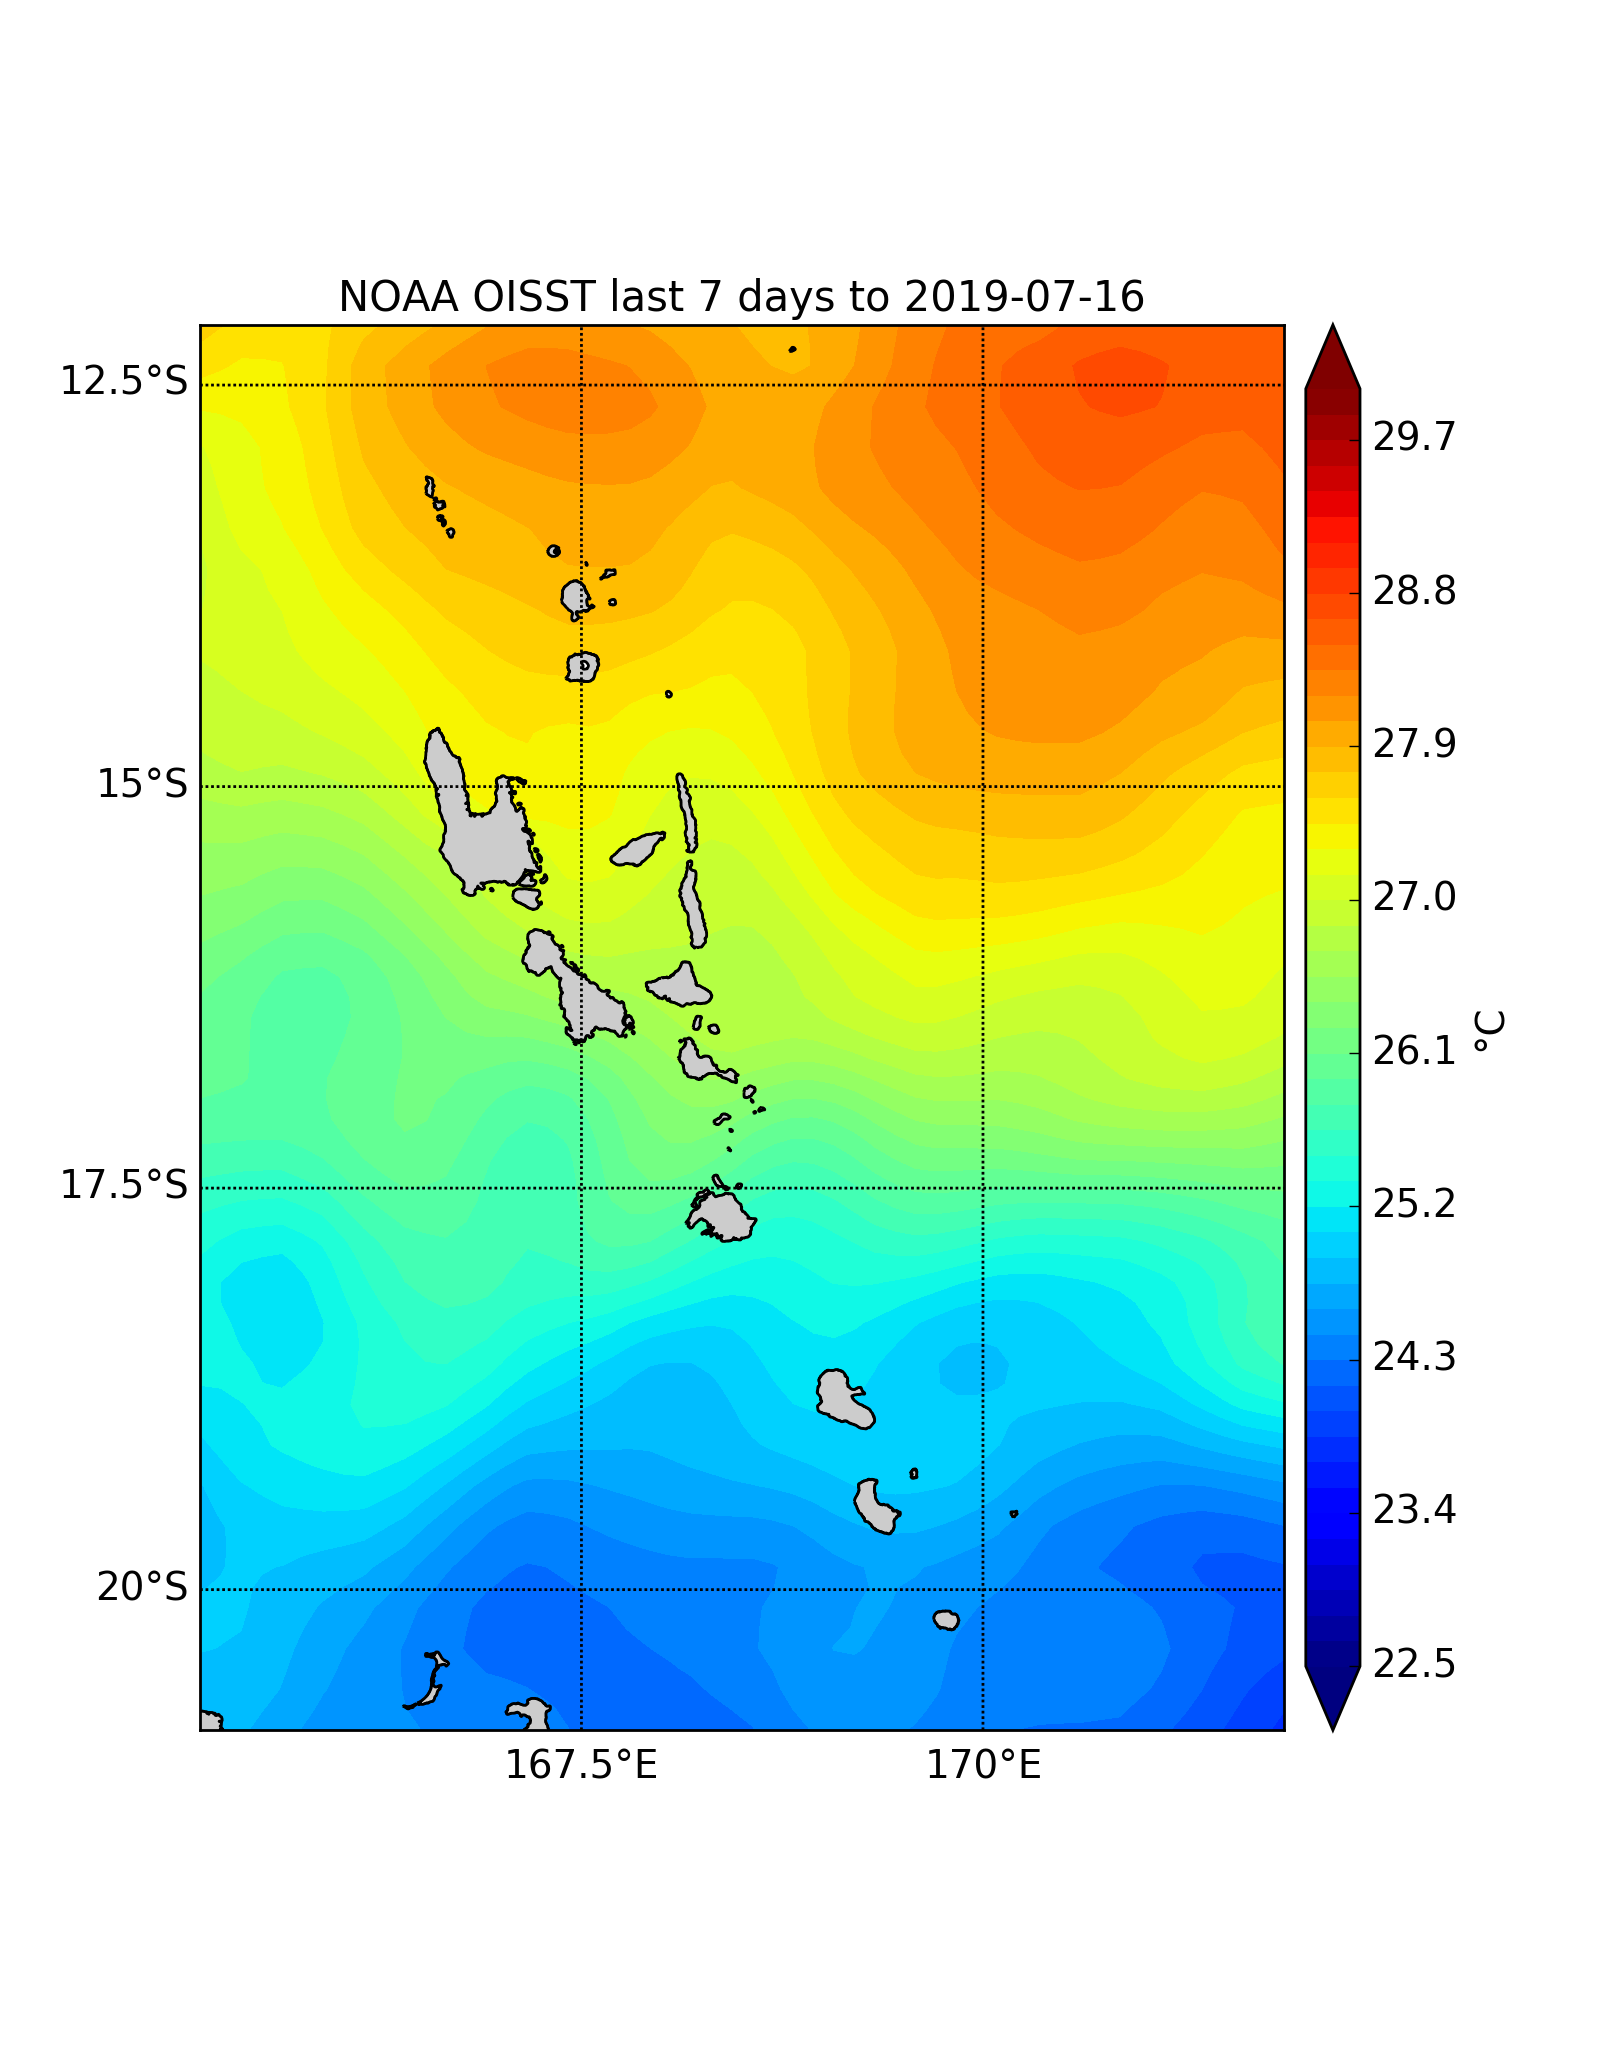 NOAA OISST last 7 days to 2019-07-16
12.5°S
15°S
17.5°S
20°S
167.5°E
170°E
29.7
28.8
27.9
27.0
26.1
25.2
24.3
23.4
22.5
°C